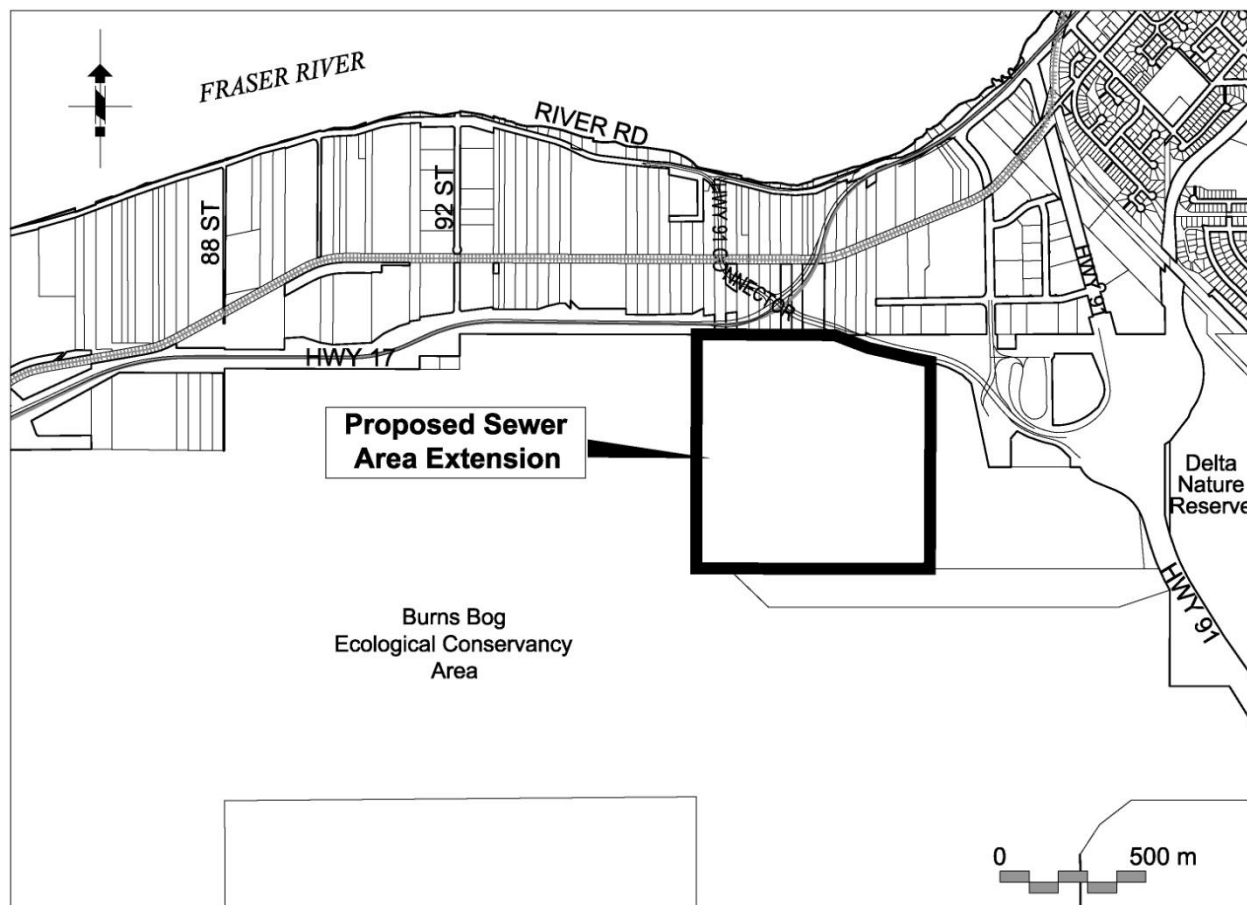 FRASER RIVER
RIVER RD
88 ST
92 ST
HWY 91 CONNECTOR
HWY 9
HWY 17
Proposed Sewer
Area Extension
Delta
Nature
Reserve
HWY 91
Burns Bog
Ecological Conservancy
Area
0 500 m